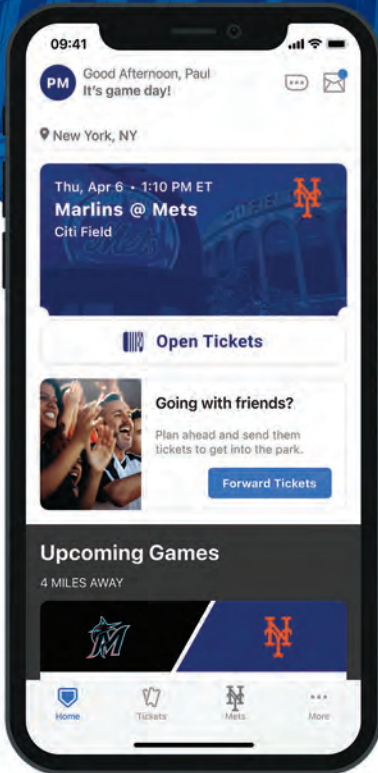 09:41
PM
Good Afternoon, Paul
It's game day!
New York, NY
Thu, Apr 6 • 1:10 PM ET
Marlins @ Mets
Citi Field
NY
Mets
Open Tickets
Going with friends?
Plan ahead and send them
tickets to get into the park.
Forward Tickets
Upcoming Games
4 MILES AWAY
M
NY
Home
Tickets
NY
Mets
More